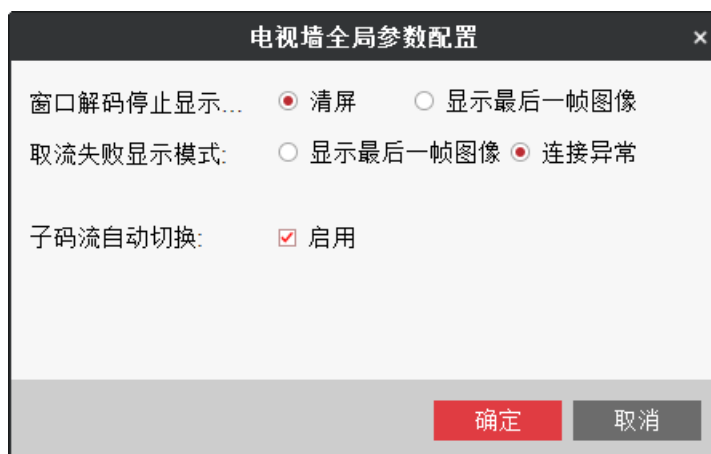 电视墙全局参数配置 ×
窗口解码停止显示... 清屏 显示最后一帧图像
取流失败显示模式: 显示最后一帧图像 连接异常
子码流自动切换: 启用
确定 取消